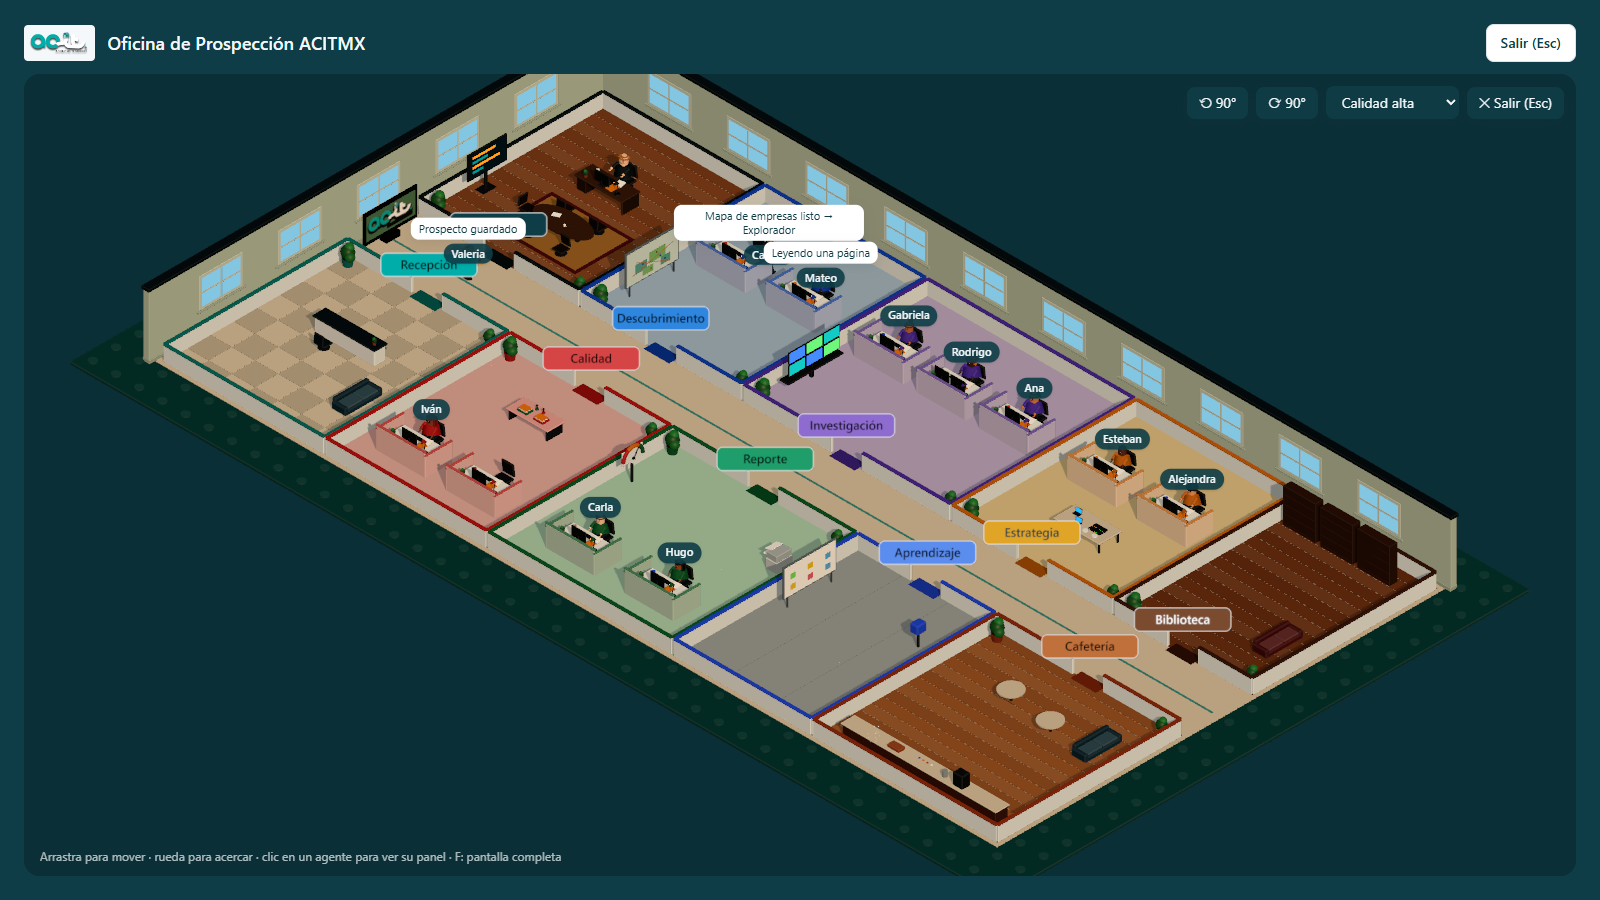 acit
Oficina de Prospección ACITMX
Salir (Esc)
90°
90°
Calidad alta
Salir (Esc)
acit
Prospecto guardado
Mapa de empresas listo →
Explorador
Leyendo una página
Valeria
Recepción
Mateo
Descubrimiento
Gabriela
Calidad
Rodrigo
Ana
Iván
Investigación
Esteban
Reporte
Alejandra
Carla
Estrategia
Hugo
Aprendizaje
Biblioteca
Cafetería
Arrastra para mover · rueda para acercar · clic en un agente para ver su panel · F: pantalla completa